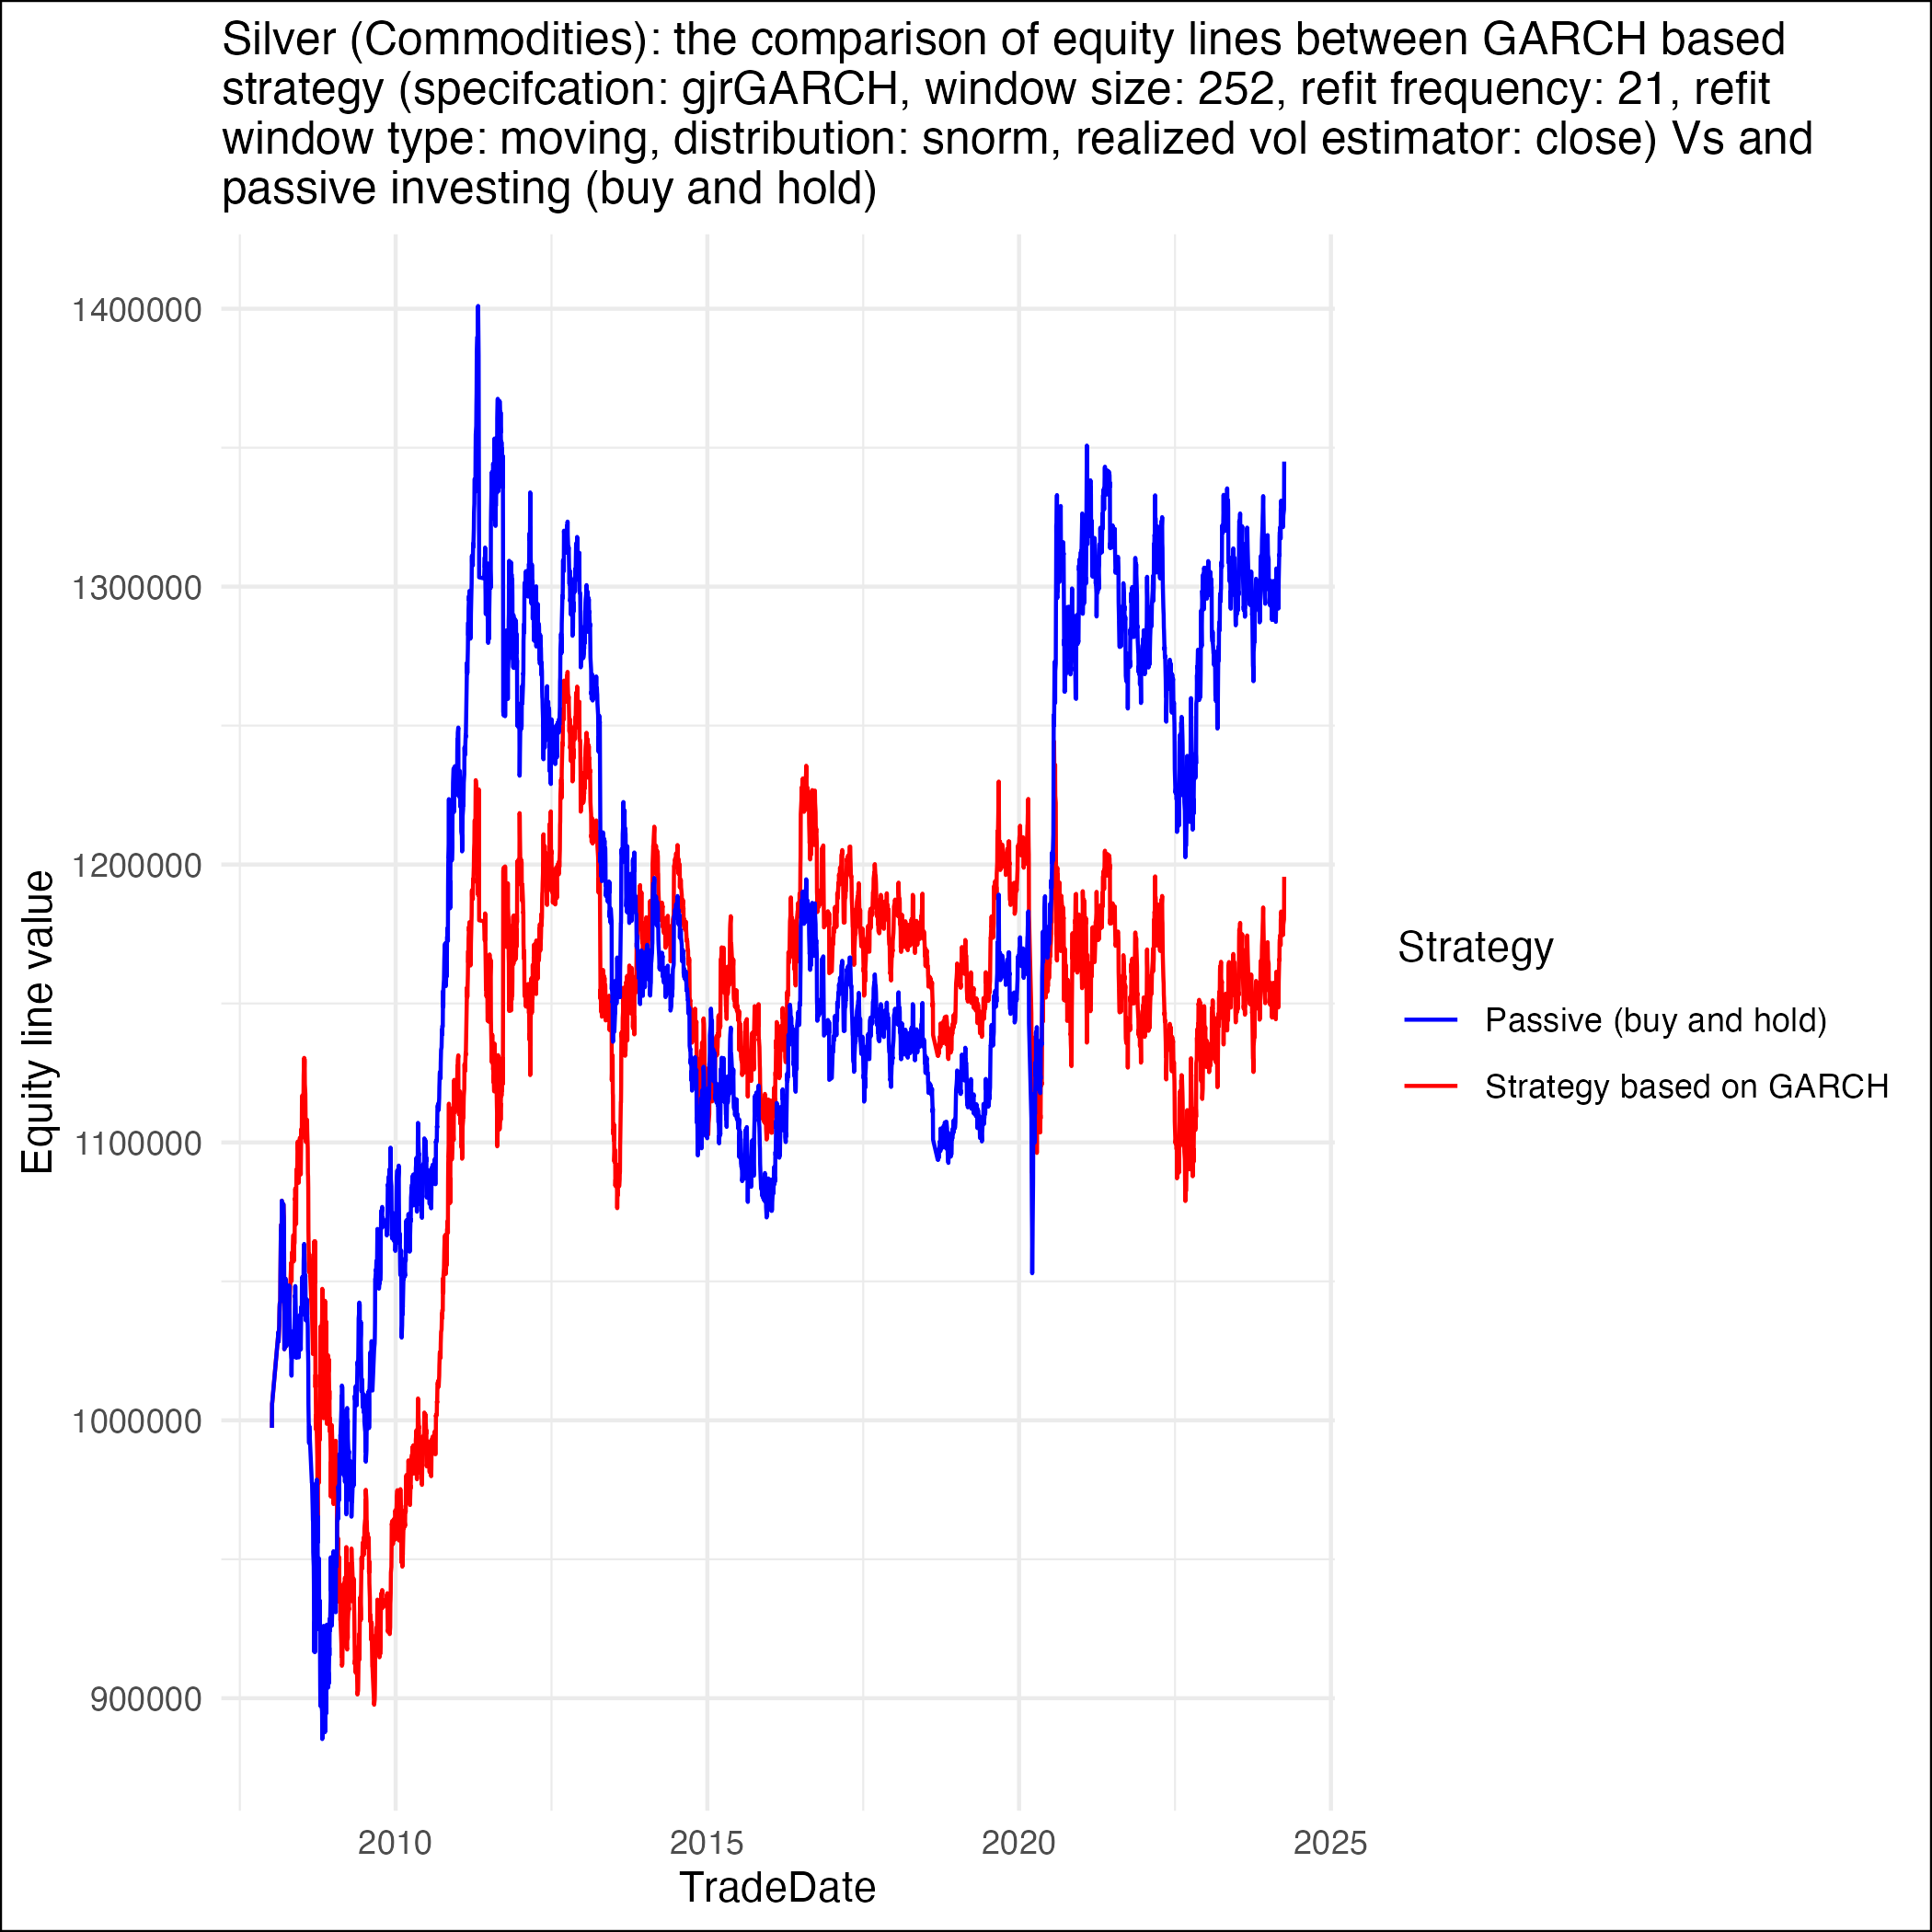 Silver (Commodities): the comparison of equity lines between GARCH based
strategy (specifcation: gjrGARCH, window size: 252, refit frequency: 21, refit
window type: moving, distribution: snorm, realized vol estimator: close) Vs and
passive investing (buy and hold)
1400000
1300000
1200000
1100000
1000000
900000
Equity line value
2010
2015
2020
2025
TradeDate
Strategy
Passive (buy and hold)
Strategy based on GARCH